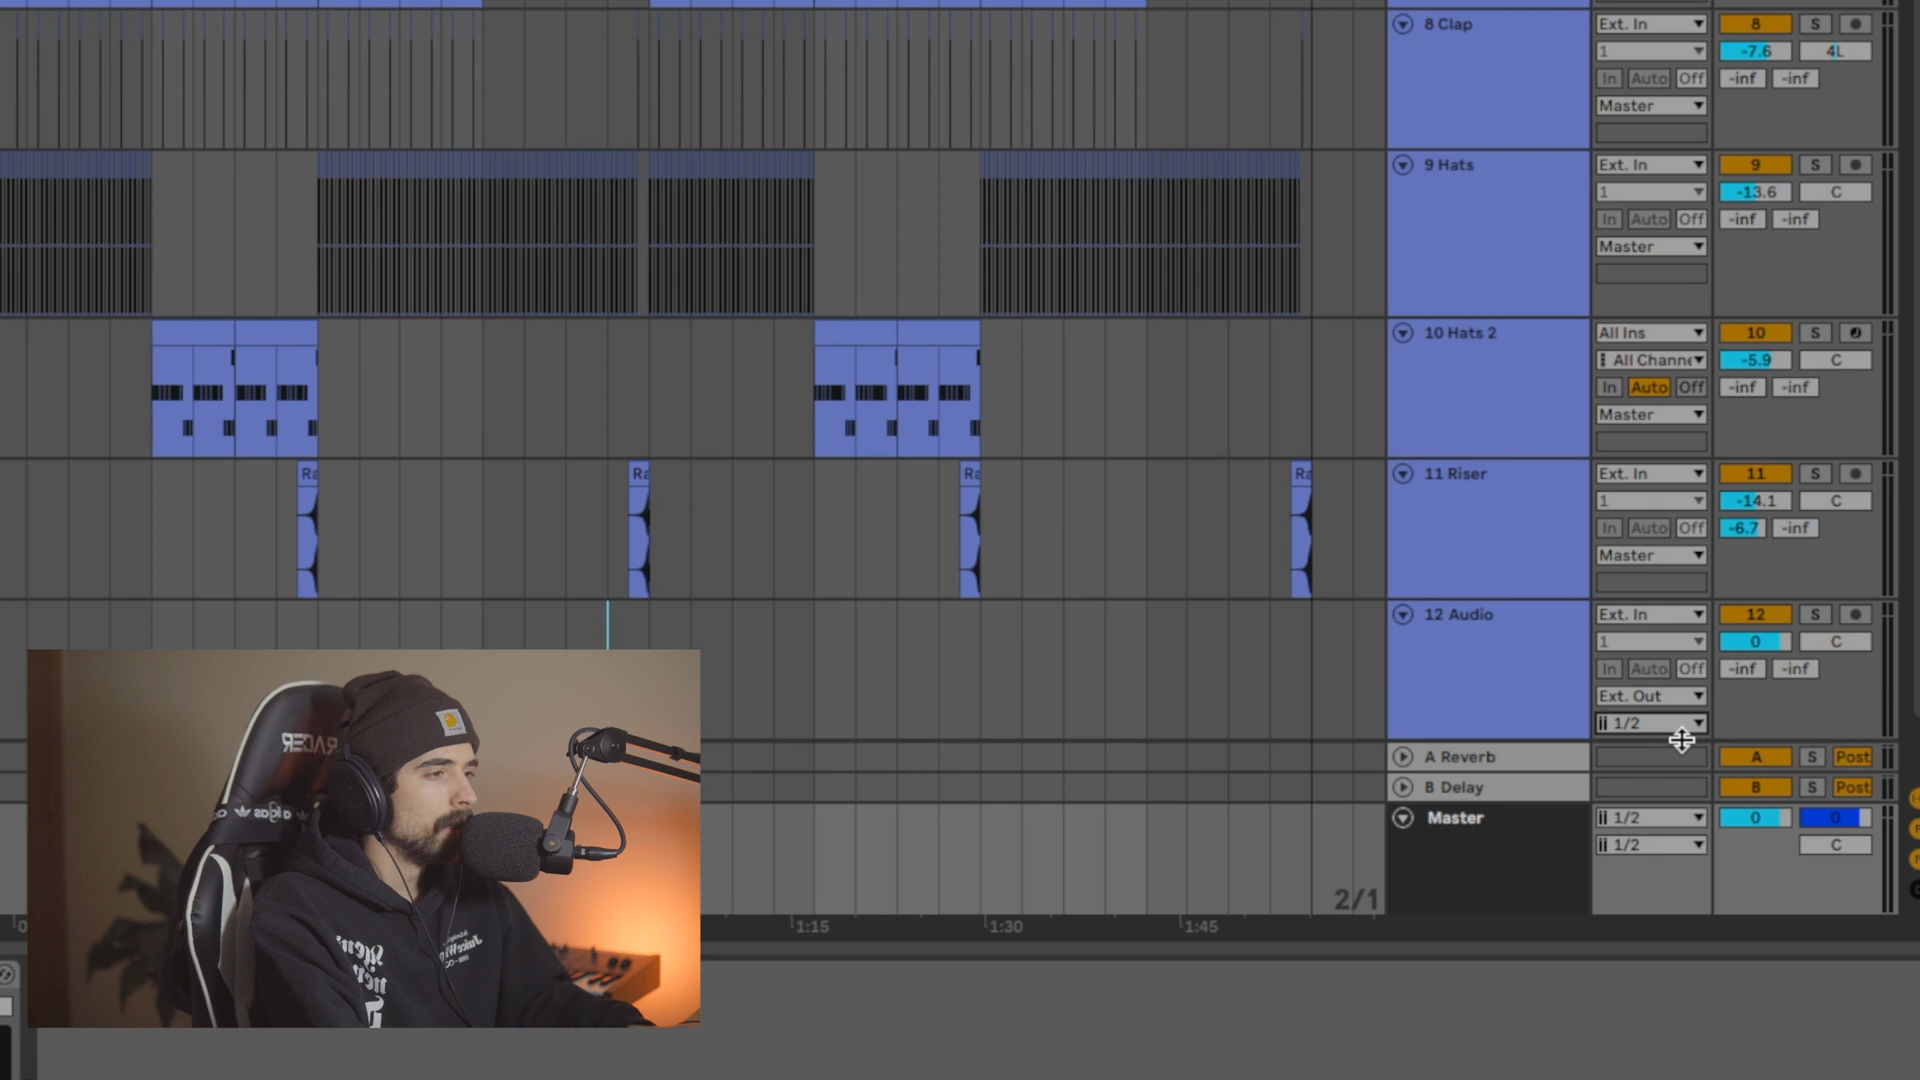 8 Clap
Ext. In
8
S
1
-7.6
4L
In Auto Off
-inf
-inf
Master
9 Hats
Ext. In
9
S
1
-13.6
C
In Auto Off
-inf
-inf
Master
10 Hats 2
All Ins
10
S
All Channe
-5.9
C
In Auto Off
-inf
-inf
Master
Ra
Ra
Ra
Ra
11 Riser
Ext. In
11
S
1
-14.1
C
In Auto Off
-6.7
-inf
Master
12 Audio
Ext. In
12
S
1
0
C
In Auto Off
-inf
-inf
Ext. Out
1/2
A Reverb
A
S
Post
B Delay
B
S
Post
Master
1/2
0
0
1/2
C
2/1
1:15
1:30
1:45
RACER
adidas